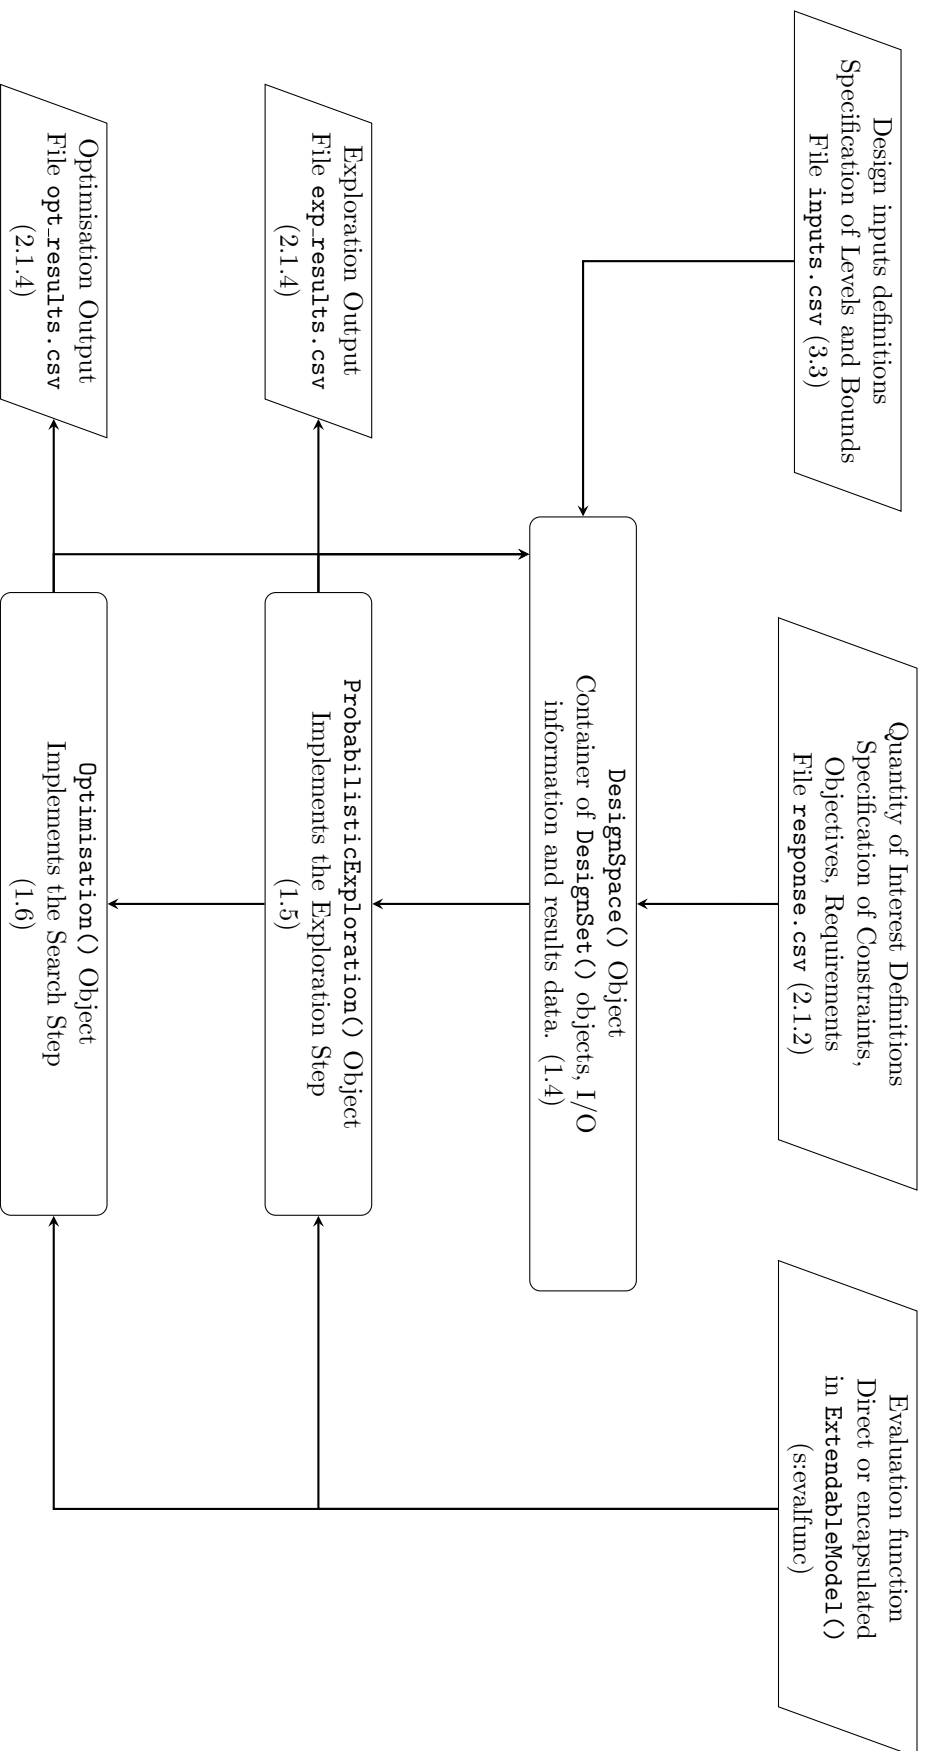 Design inputs definitions
Specification of Levels and Bounds
File inputs.csv (3.3)
Quantity of Interest Definitions
Specification of Constraints,
Objectives, Requirements
File response.csv (2.1.2)
Evaluation function
Direct or encapsulated
in ExtendableModel()
(s:evalfunc)
DesignSpace() Object
Container of DesignSet() objects, I/O
information and results data. (1.4)
Exploration Output
File exp_results.csv
(2.1.4)
ProbabilisticExploration() Object
Implements the Exploration Step
(1.5)
Optimisation Output
File opt_results.csv
(2.1.4)
Optimisation() Object
Implements the Search Step
(1.6)